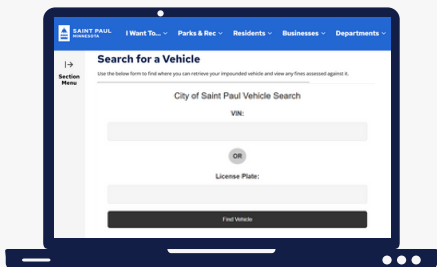 SAINT PAUL
MINNESOTA
I Want To...
Parks & Rec
Residents
Businesses
Departments
Section
Menu
Search for a Vehicle
Use the below form to find where you can retrieve your impounded vehicle and view any fines assessed against it.
City of Saint Paul Vehicle Search
VIN:
OR
License Plate:
Find Vehicle